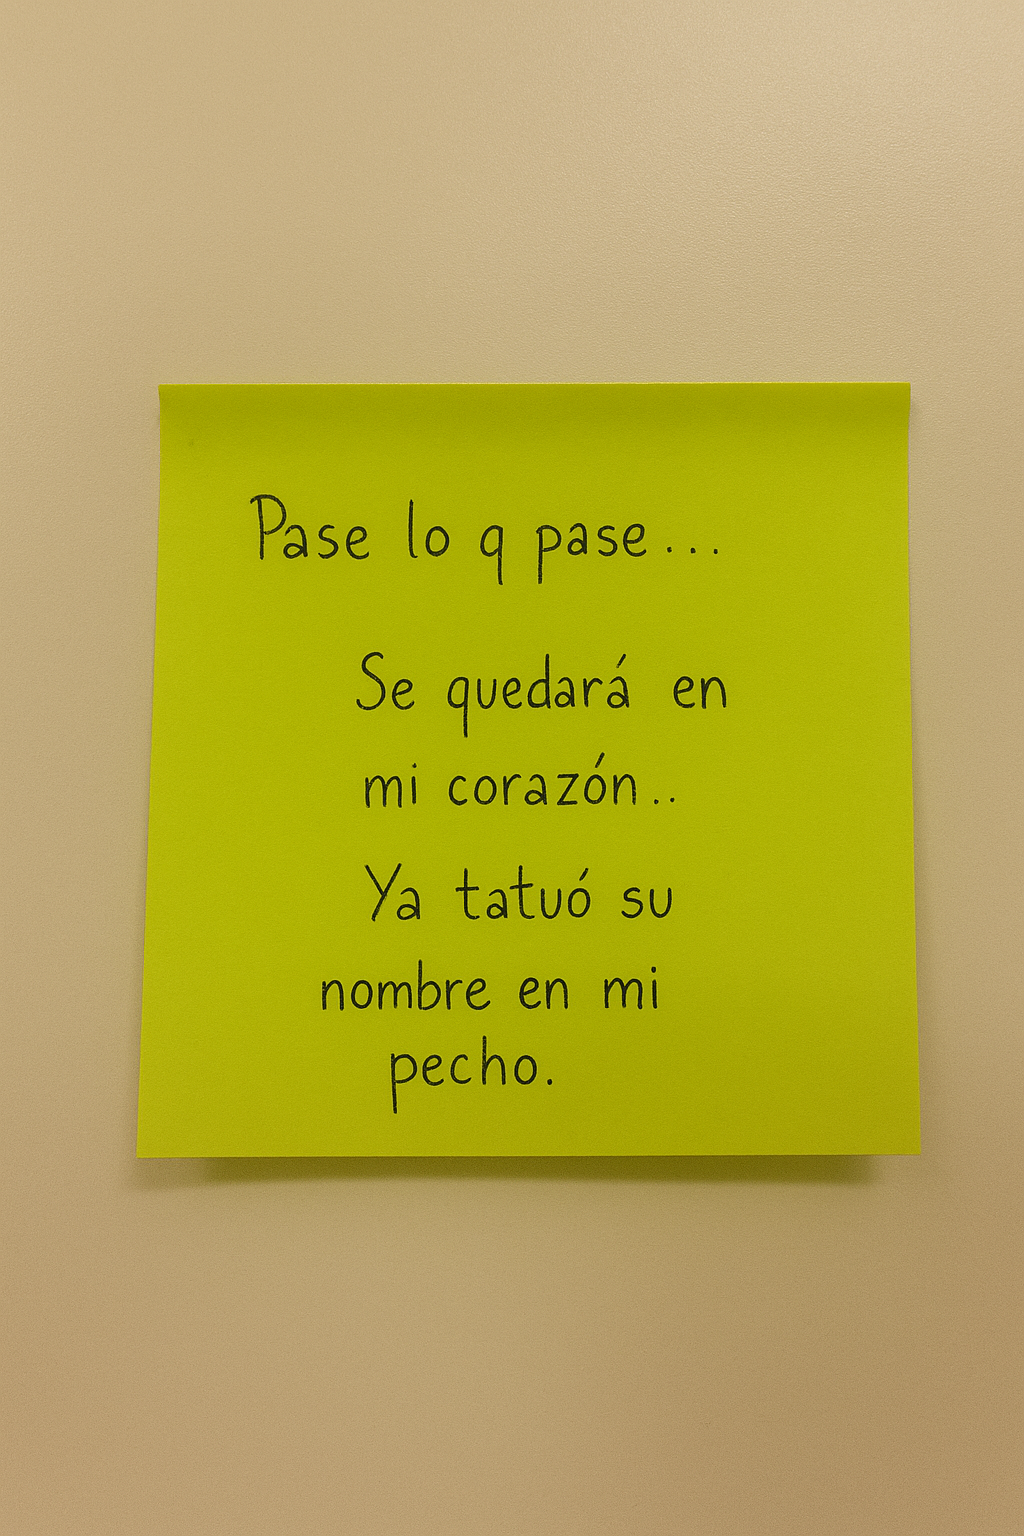 Pase lo q pase...
Se quedará en
mi corazón..
Ya tatuó su
nombre en mi
pecho.